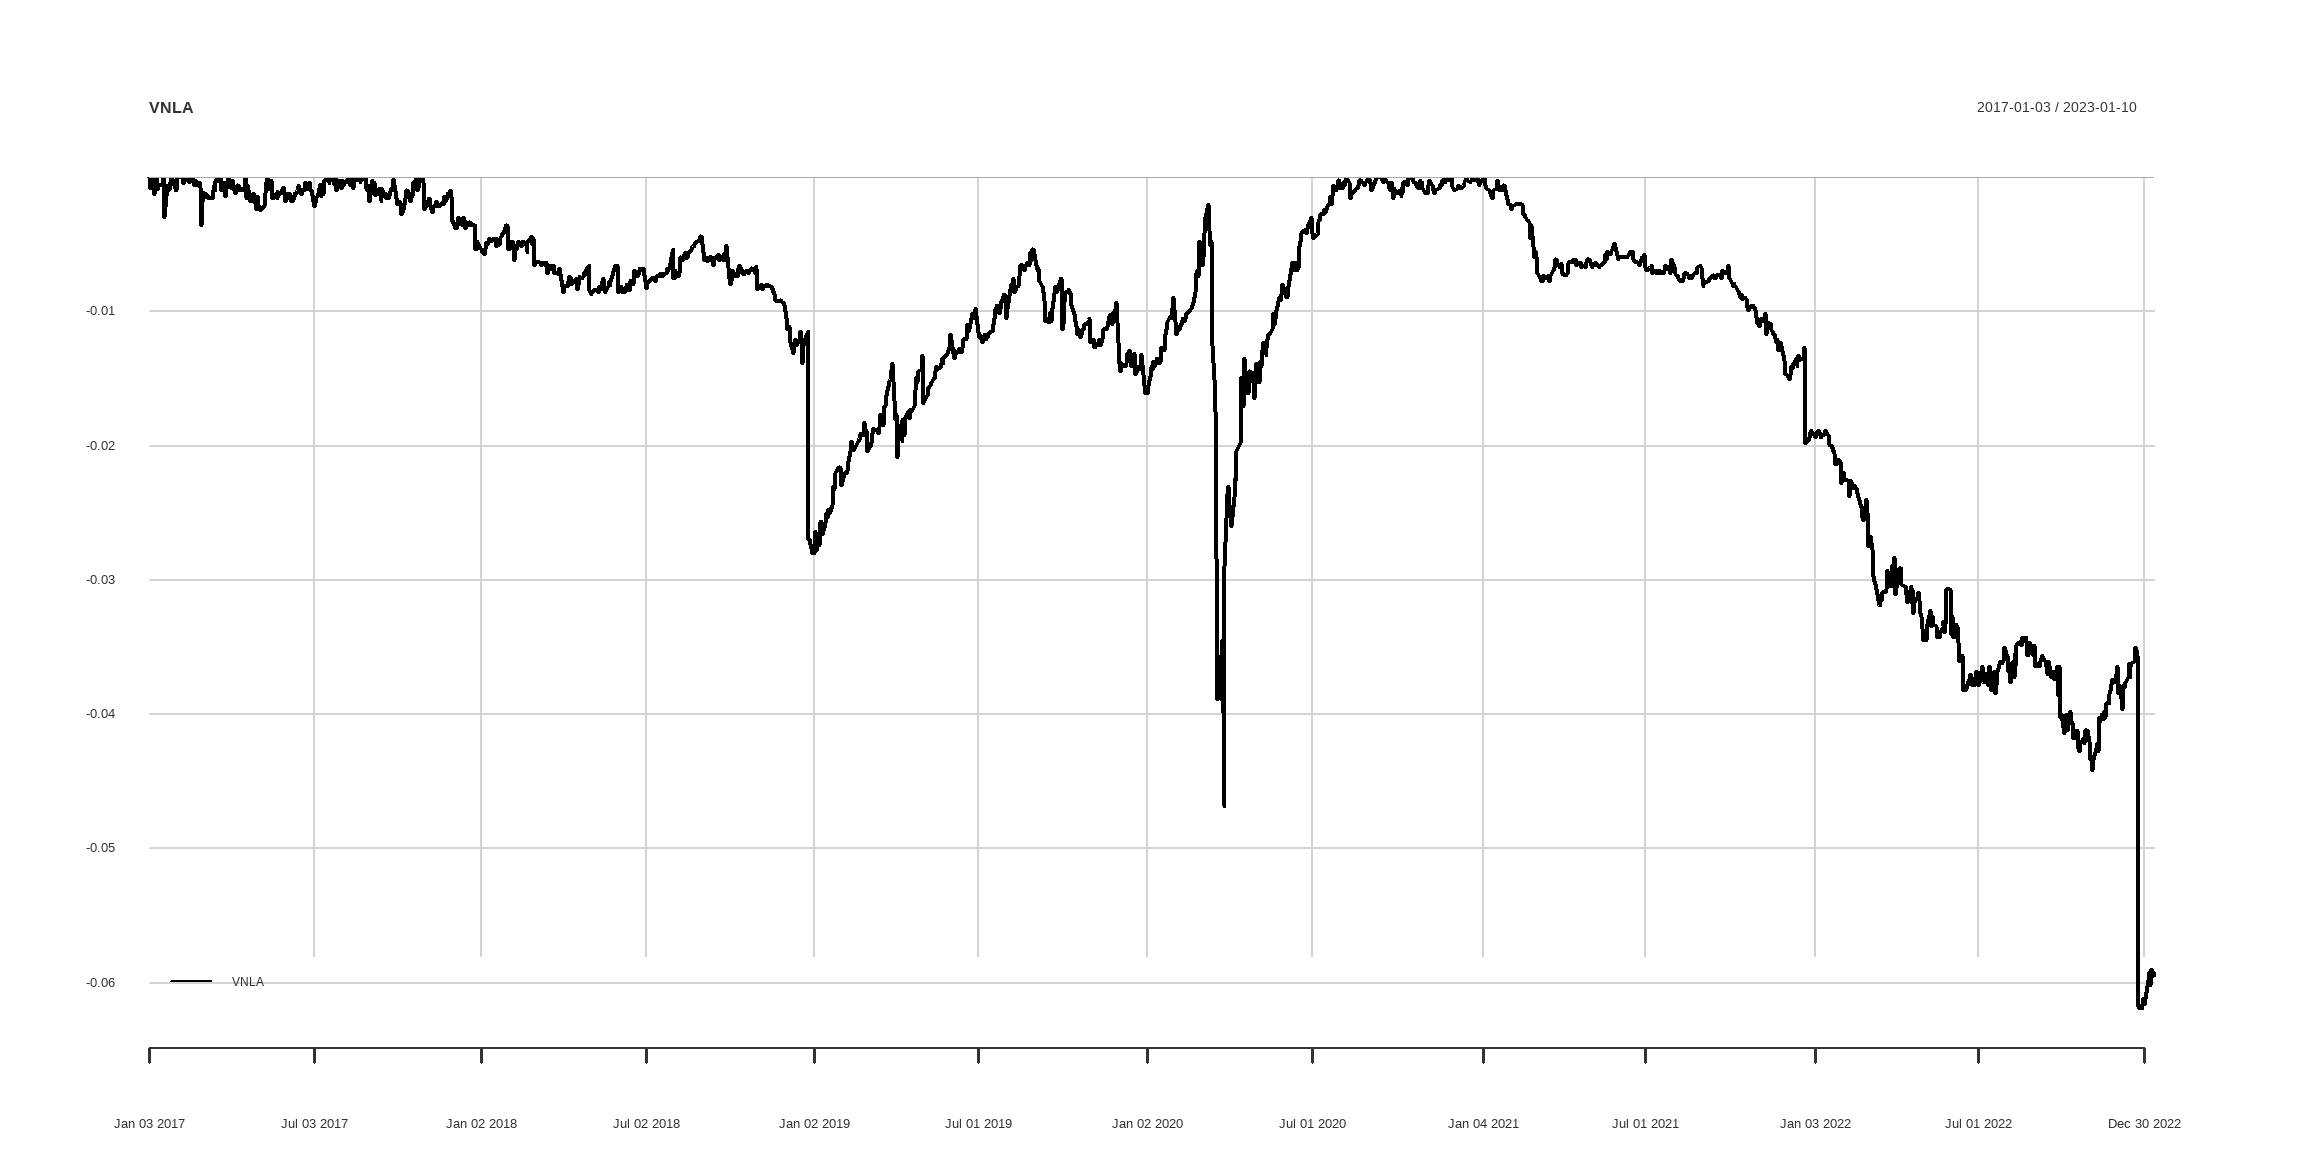 VNLA
2017-01-03 / 2023-01-10
-0.01
-0.02
-0.03
-0.04
-0.05
-0.06
VNLA
Jan 03 2017
Jul 03 2017
Jan 02 2018
Jul 02 2018
Jan 02 2019
Jul 01 2019
Jan 02 2020
Jul 01 2020
Jan 04 2021
Jul 01 2021
Jan 03 2022
Jul 01 2022
Dec 30 2022